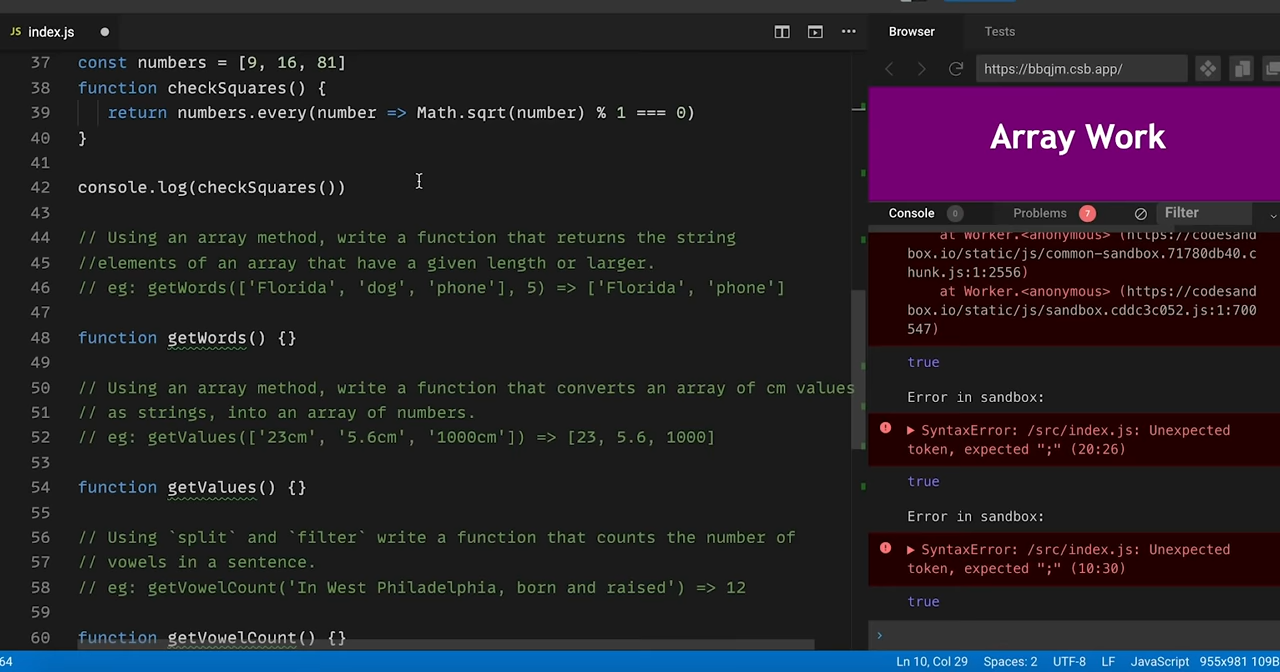 JS index.js
Browser
Tests
https://bbqjm.csb.app/
Array Work
37 const numbers = [9, 16, 81]
38 function checkSquares() {
39 return numbers.every(number => Math.sqrt(number) % 1 === 0)
40 }
41
42 console.log(checkSquares())
43
44 // Using an array method, write a function that returns the string
45 //elements of an array that have a given length or larger.
46 // eg: getWords(['Florida', 'dog', 'phone'], 5) => ['Florida', 'phone']
47
48 function getWords() {}
49
50 // Using an array method, write a function that converts an array of cm values
51 // as strings, into an array of numbers.
52 // eg: getValues(['23cm', '5.6cm', '1000cm']) => [23, 5.6, 1000]
53
54 function getValues() {}
55
56 // Using `split` and `filter` write a function that counts the number of
57 // vowels in a sentence.
58 // eg: getVowelCount('In West Philadelphia, born and raised') => 12
59
60 function getVowelCount() {}
Console 0
Problems 7
Filter
at Worker.<anonymous> (https://codesand
box.io/static/js/common-sandbox.71780db40.c
hunk.js:1:2556)
at Worker.<anonymous> (https://codesand
box.io/static/js/sandbox.cddc3c052.js:1:700
547)
true
Error in sandbox:
▶ SyntaxError: /src/index.js: Unexpected
token, expected ";" (20:26)
true
Error in sandbox:
▶ SyntaxError: /src/index.js: Unexpected
token, expected ";" (10:30)
true
›
64
Ln 10, Col 29
Spaces: 2
UTF-8
LF
JavaScript
955x981 109B